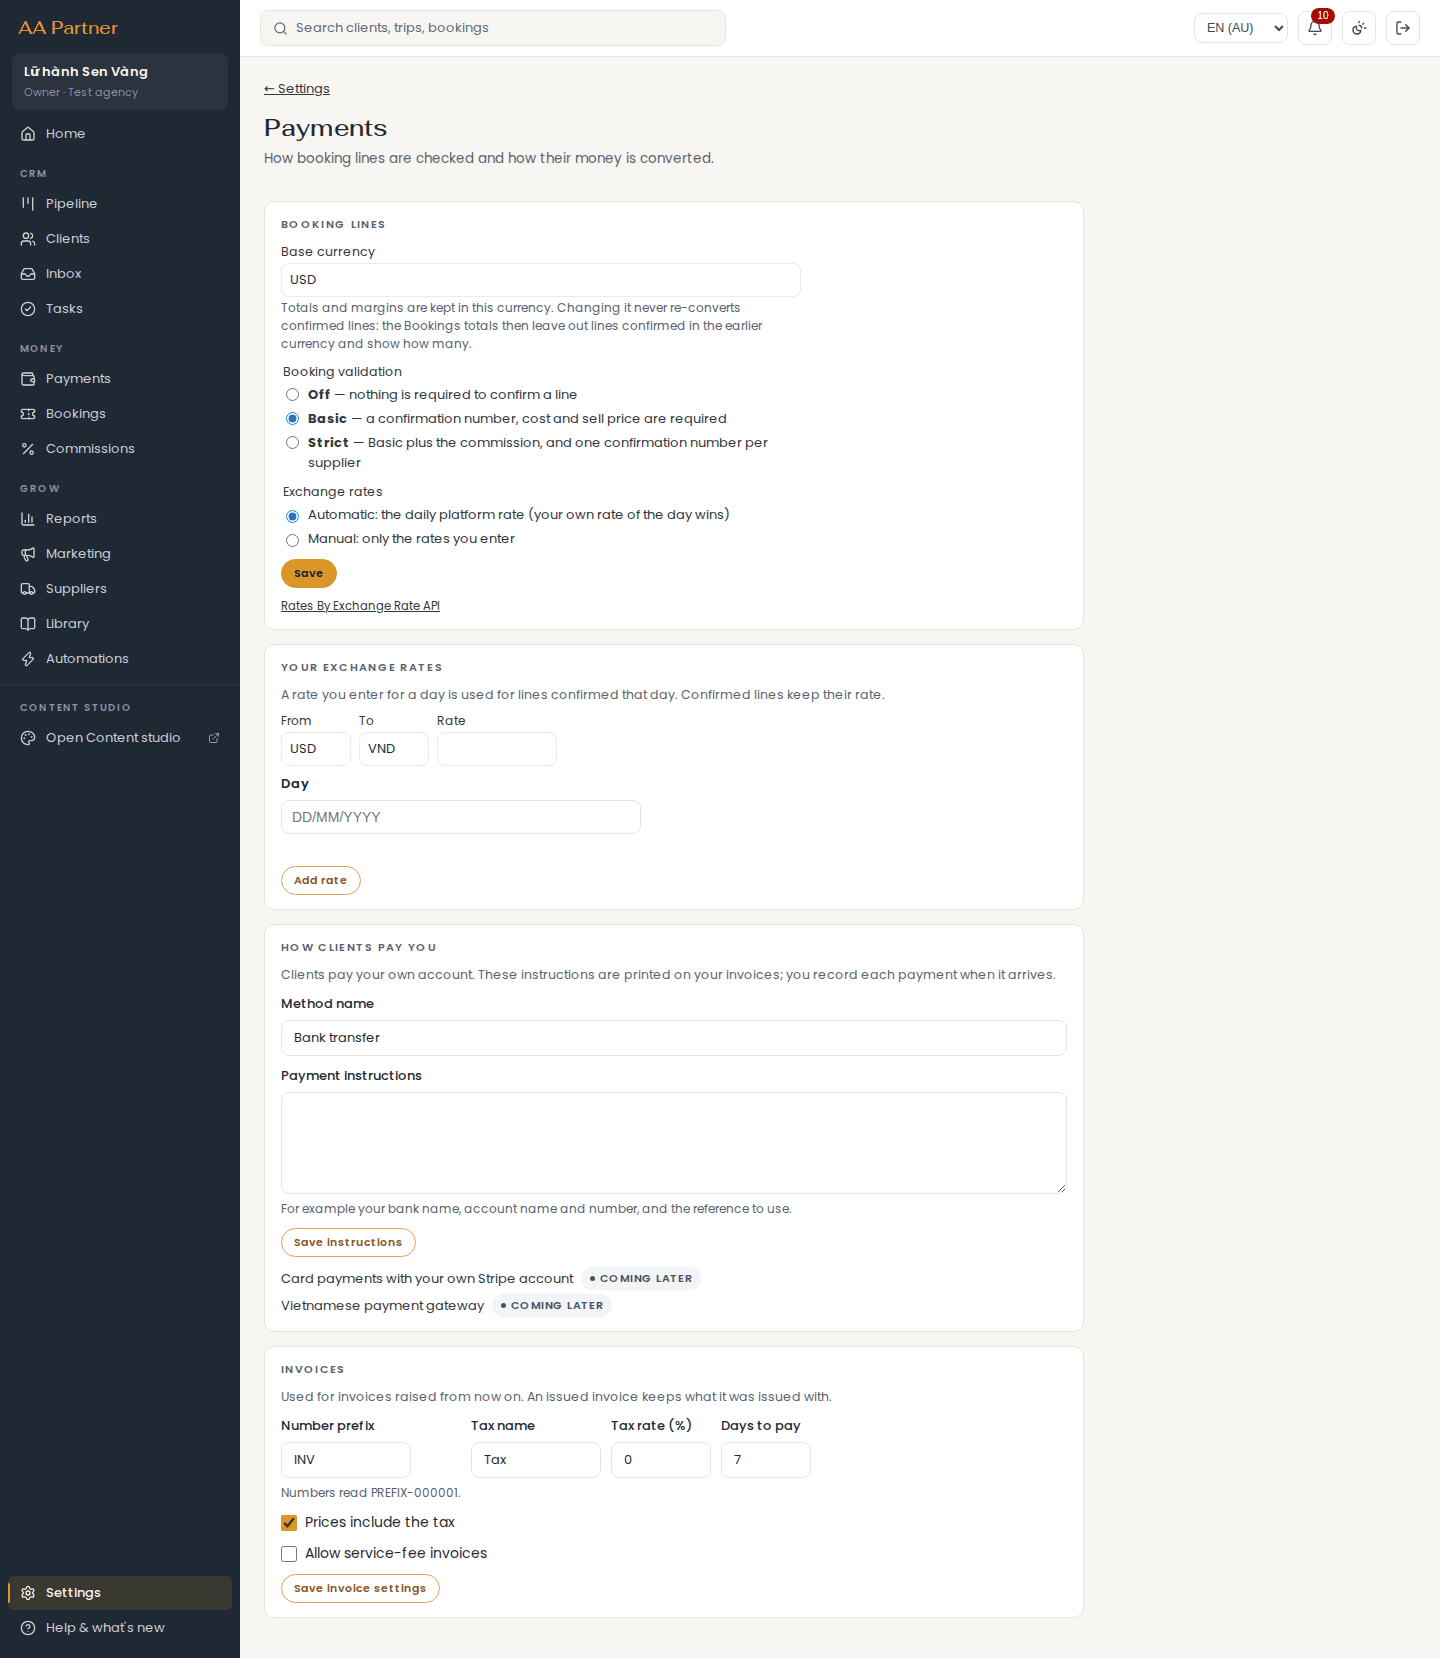 AA Partner
Lữ hành Sen Vàng
Owner · Test agency
Home
CRM
Pipeline
Clients
Inbox
Tasks
MONEY
Payments
Bookings
Commissions
GROW
Reports
Marketing
Suppliers
Library
Automations
CONTENT STUDIO
Open Content studio
Settings
Help & what's new
Search clients, trips, bookings
EN (AU)
10
← Settings
Payments
How booking lines are checked and how their money is converted.
BOOKING LINES
Base currency
USD
Totals and margins are kept in this currency. Changing it never re-converts
confirmed lines: the Bookings totals then leave out lines confirmed in the earlier
currency and show how many.
Booking validation
Off — nothing is required to confirm a line
Basic — a confirmation number, cost and sell price are required
Strict — Basic plus the commission, and one confirmation number per
supplier
Exchange rates
Automatic: the daily platform rate (your own rate of the day wins)
Manual: only the rates you enter
Save
Rates By Exchange Rate API
YOUR EXCHANGE RATES
A rate you enter for a day is used for lines confirmed that day. Confirmed lines keep their rate.
From To Rate
USD VND
Day
DD/MM/YYYY
Add rate
HOW CLIENTS PAY YOU
Clients pay your own account. These instructions are printed on your invoices; you record each payment when it arrives.
Method name
Bank transfer
Payment instructions
For example your bank name, account name and number, and the reference to use.
Save instructions
Card payments with your own Stripe account COMING LATER
Vietnamese payment gateway COMING LATER
INVOICES
Used for invoices raised from now on. An issued invoice keeps what it was issued with.
Number prefix Tax name Tax rate (%) Days to pay
INV Tax 0 7
Numbers read PREFIX-000001.
Prices include the tax
Allow service-fee invoices
Save invoice settings